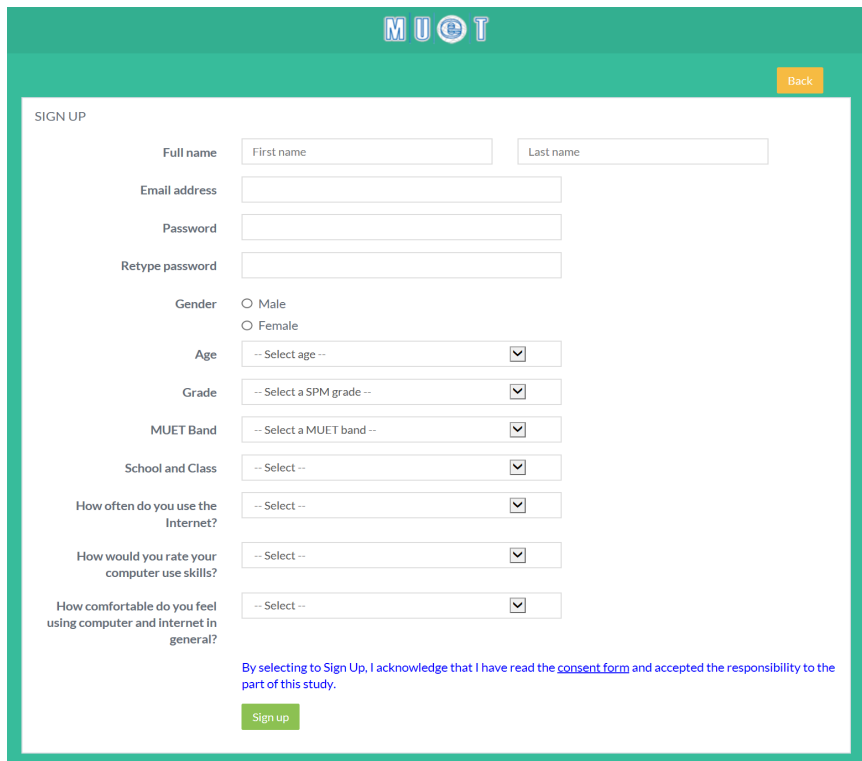 MUeT
Back
SIGN UP
Full name First name Last name
Email address
Password
Retype password
Gender Male
Female
Age -- Select age --
Grade -- Select a SPM grade --
MUET Band -- Select a MUET band --
School and Class -- Select --
How often do you use the -- Select --
Internet?
How would you rate your -- Select --
computer use skills?
How comfortable do you feel -- Select --
using computer and internet in
general?
By selecting to Sign Up, I acknowledge that I have read the consent form and accepted the responsibility to the
part of this study.
Sign up